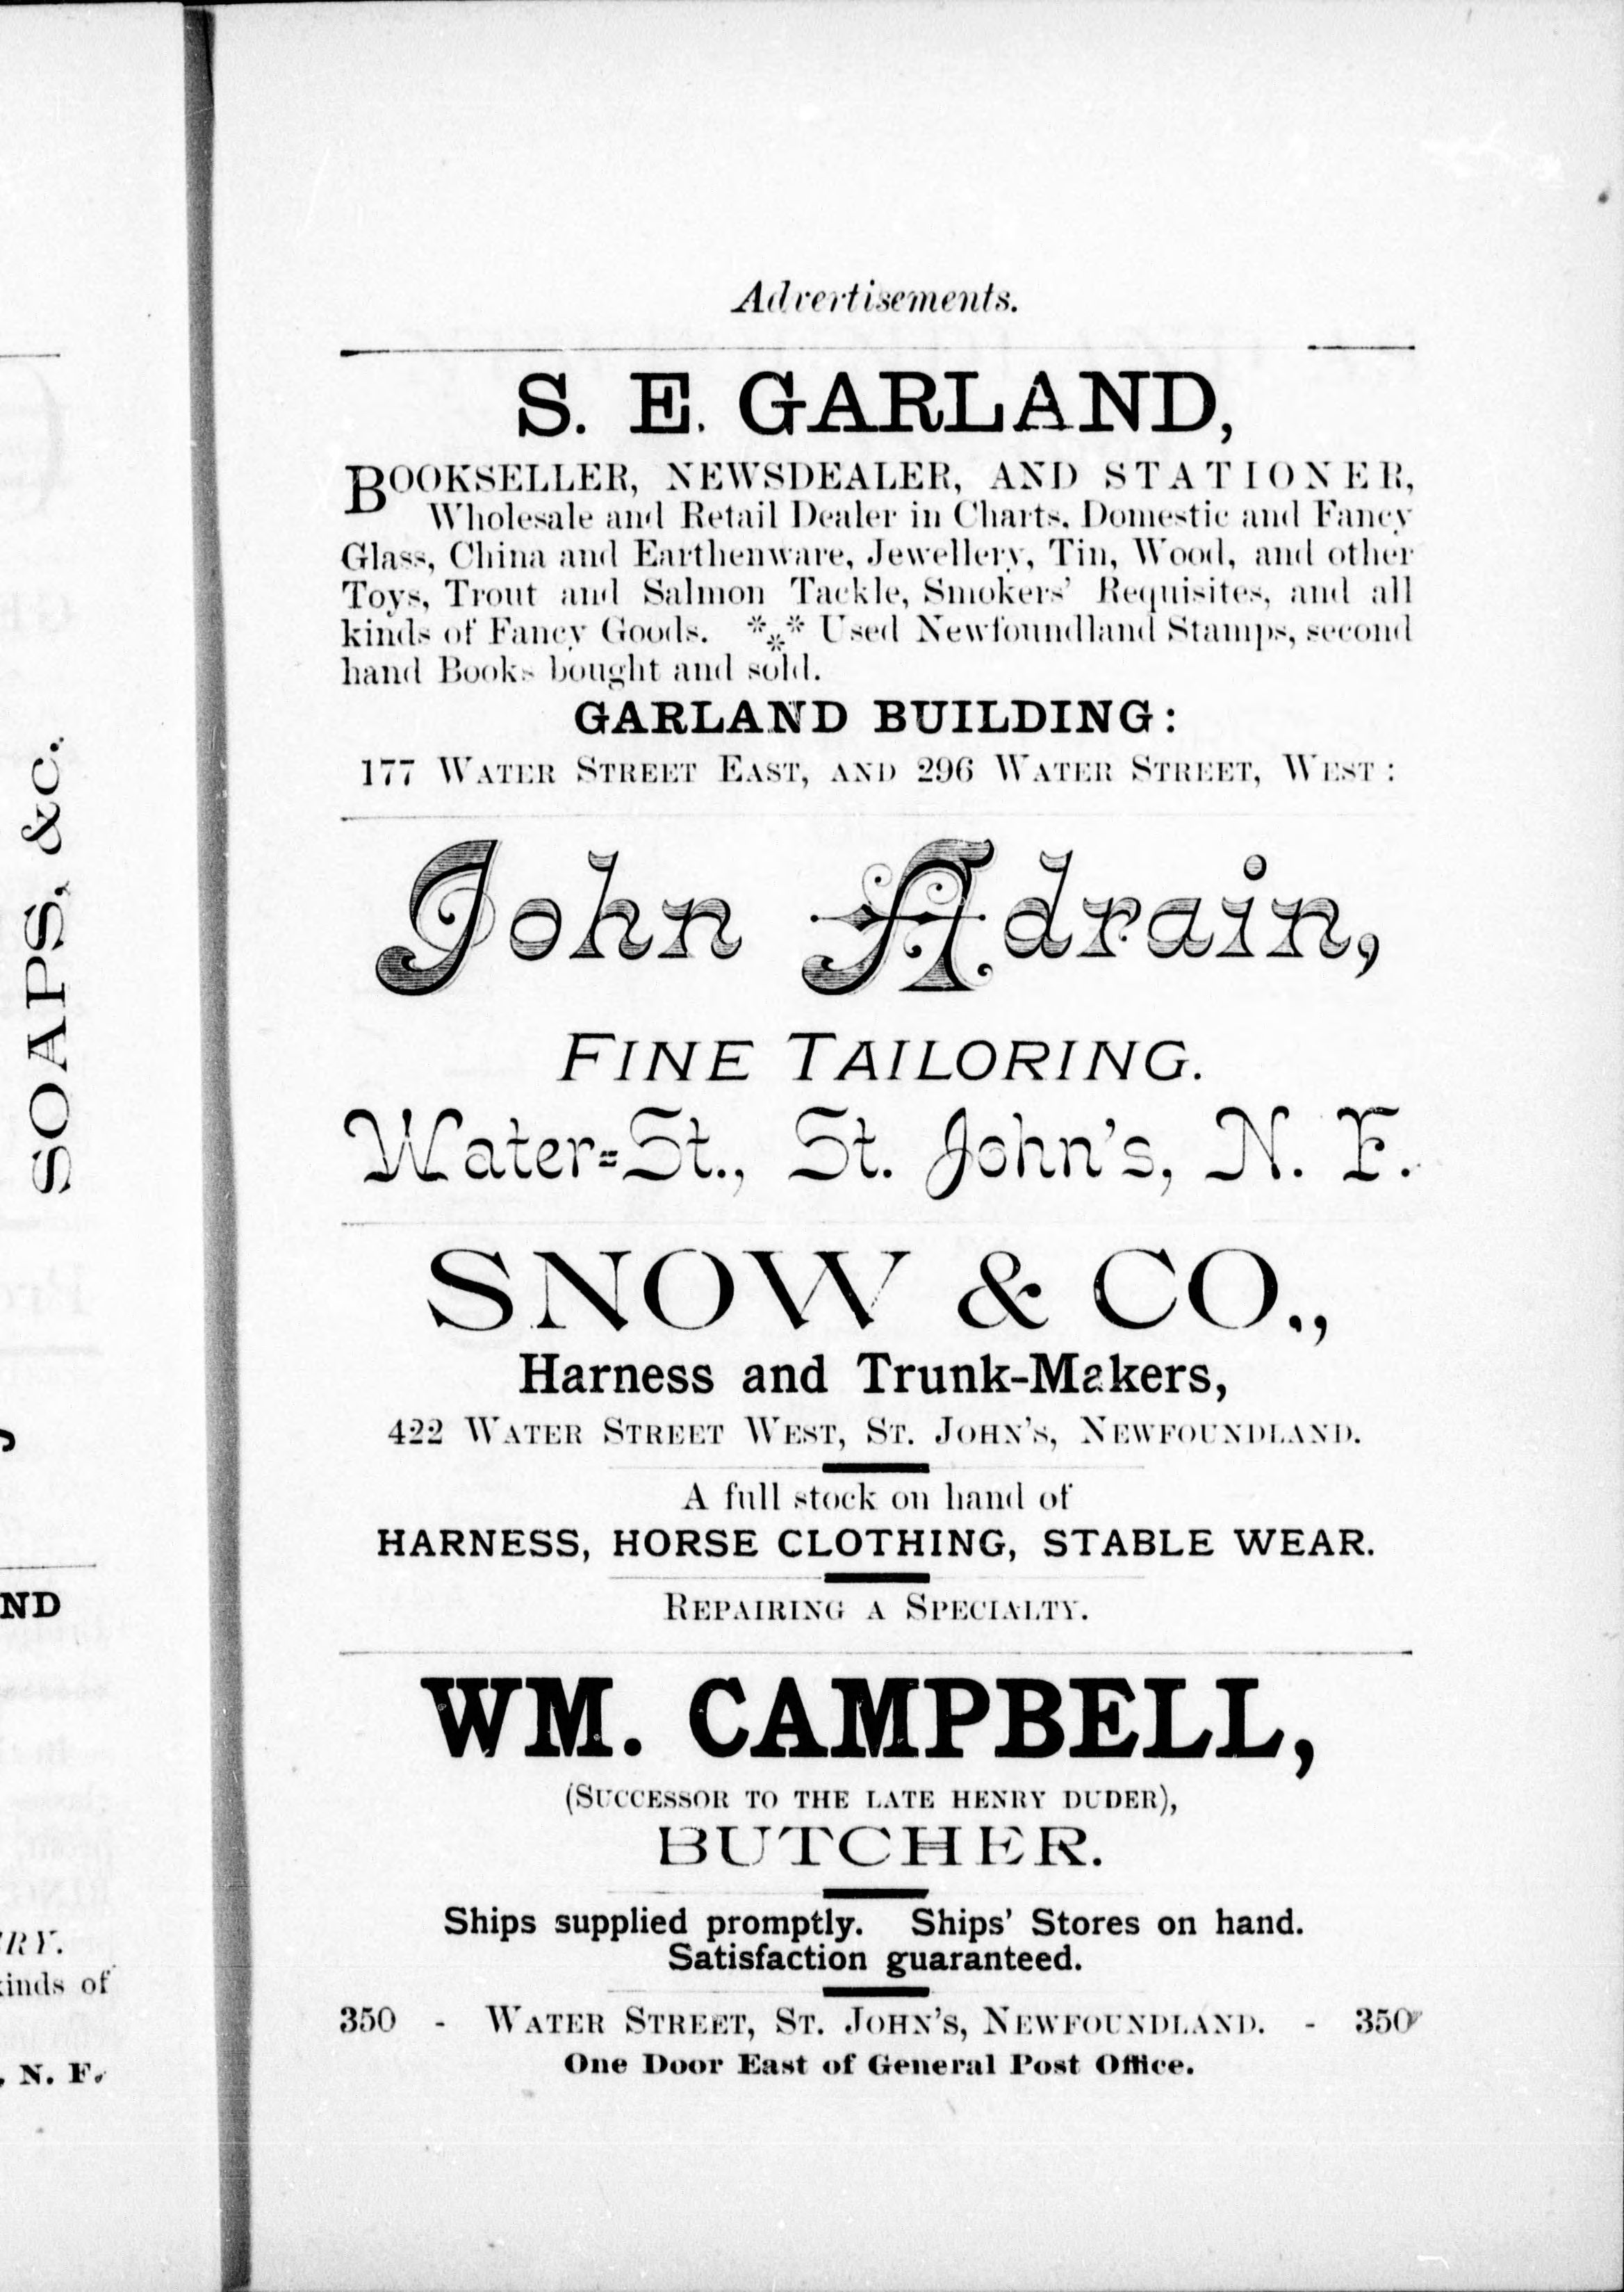 Advertisements.
S. E. GARLAND,
BOOKSELLER, NEWSDEALER, AND STATIONER,
Wholesale and Retail Dealer in Charts, Domestic and Fancy
Glass, China and Earthenware, Jewellery, Tin, Wood, and other
Toys, Trout and Salmon Tackle, Smokers' Requisites, and all
kinds of Fancy Goods. *⁎* Used Newfoundland Stamps, second
hand Books bought and sold.
GARLAND BUILDING:
177 WATER STREET EAST, AND 296 WATER STREET, WEST:
John Adrain,
FINE TAILORING.
Water=St., St. John's, N. F.
SNOW & CO.,
Harness and Trunk-Makers,
422 WATER STREET WEST, ST. JOHN'S, NEWFOUNDLAND.
A full stock on hand of
HARNESS, HORSE CLOTHING, STABLE WEAR.
REPAIRING A SPECIALTY.
WM. CAMPBELL,
(SUCCESSOR TO THE LATE HENRY DUDER),
BUTCHER.
Ships supplied promptly. Ships' Stores on hand.
Satisfaction guaranteed.
350 - WATER STREET, ST. JOHN'S, NEWFOUNDLAND. - 350
One Door East of General Post Office.
SOAPS, &C.
ND
RY.
kinds of
, N. F.